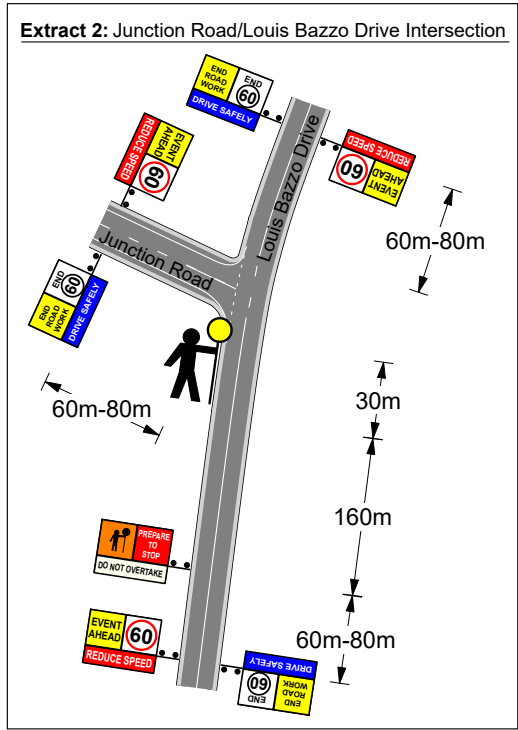 Extract 2: Junction Road/Louis Bazzo Drive Intersection
END
ROAD
WORK
END
60
DRIVE SAFELY
REDUCE SPEED
EVENT
AHEAD
60
REDUCE SPEED
EVENT
AHEAD
60
Louis Bazzo Drive
Junction Road
60m-80m
END
ROAD
WORK
END
60
DRIVE SAFELY
60m-80m
30m
160m
PREPARE
TO
STOP
DO NOT OVERTAKE
EVENT
AHEAD
60
REDUCE SPEED
60m-80m
DRIVE SAFELY
END
60
END
ROAD
WORK